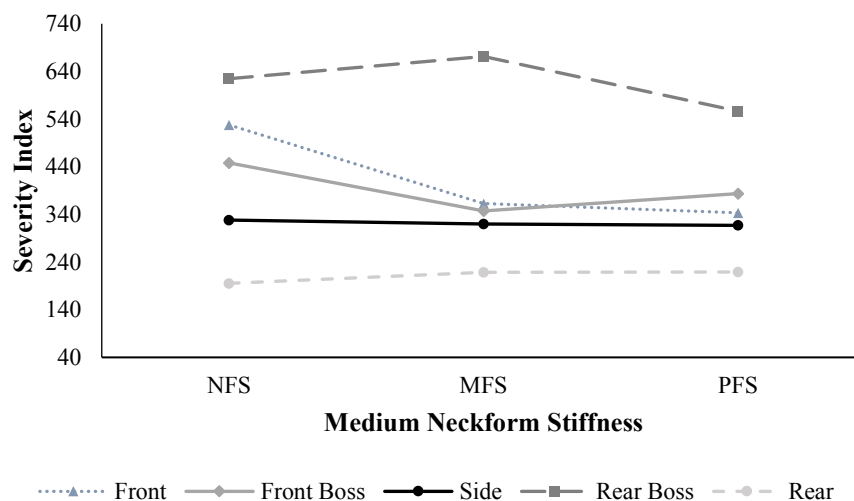 740
640
540
440
340
240
140
40
Severity Index
NFS MFS PFS
Medium Neckform Stiffness
Front Front Boss Side Rear Boss Rear